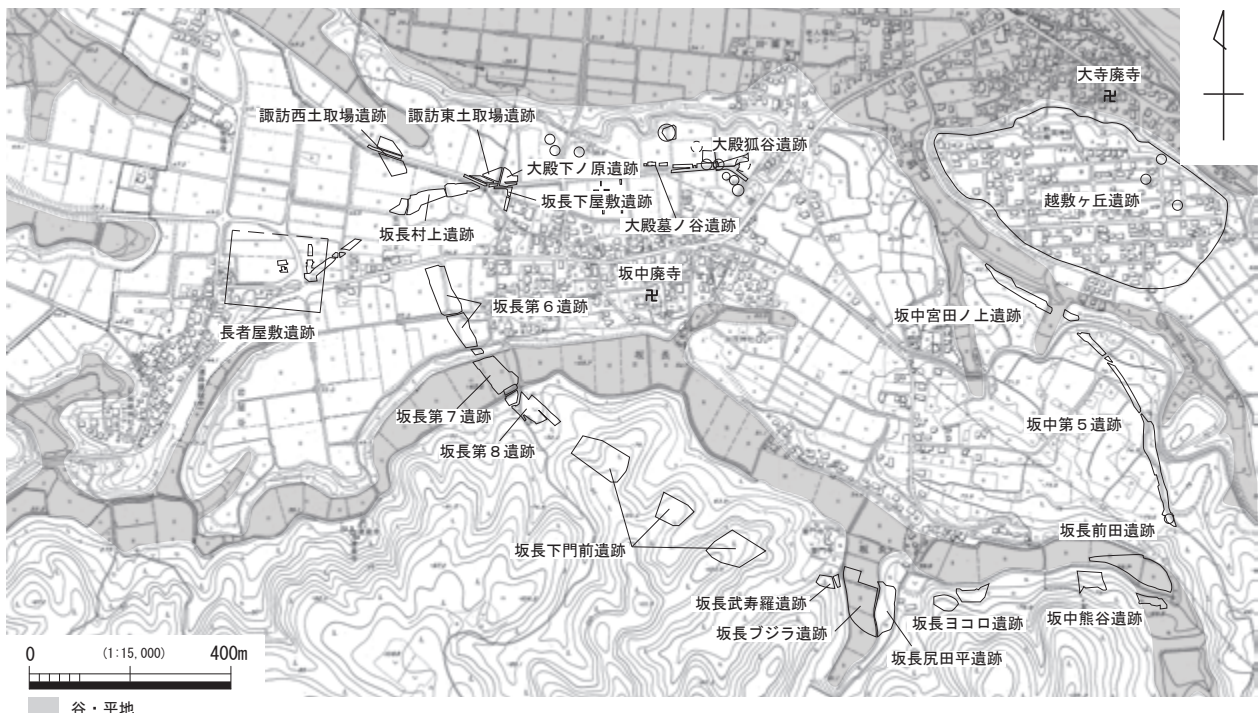 大寺廃寺
諏訪西土取場遺跡
諏訪東土取場遺跡
大殿狐谷遺跡
大殿下ノ原遺跡
坂長下屋敷遺跡
越敷ヶ丘遺跡
大殿墓ノ谷遺跡
坂長村上遺跡
坂中廃寺
坂長第６遺跡
坂中宮田ノ上遺跡
長者屋敷遺跡
坂長第７遺跡
坂中第５遺跡
坂長第８遺跡
坂長前田遺跡
坂長下門前遺跡
坂長武寿羅遺跡
坂長ヨコロ遺跡
坂中熊谷遺跡
坂長ブジラ遺跡
坂長尻田平遺跡
0 (1:15,000) 400m
谷・平地